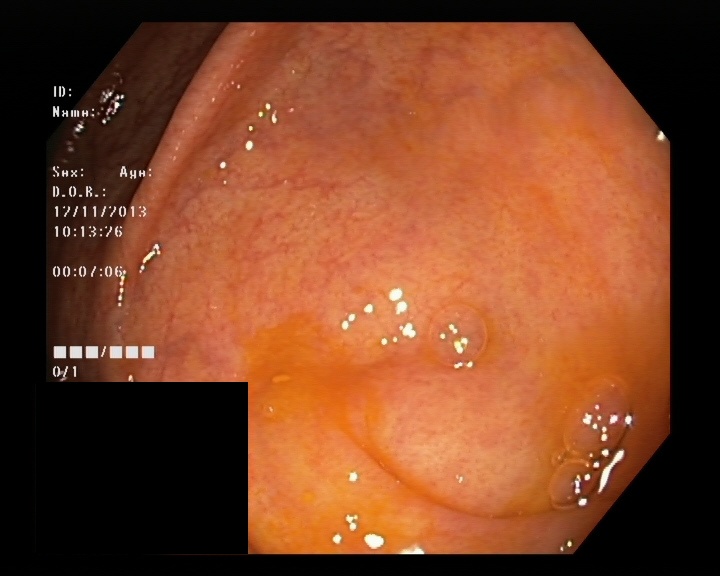 ID:
Name:
Sex: Age:
D.O.B.:
12/11/2013
10:13:26
00:07:06
■■■/■■■
0/1